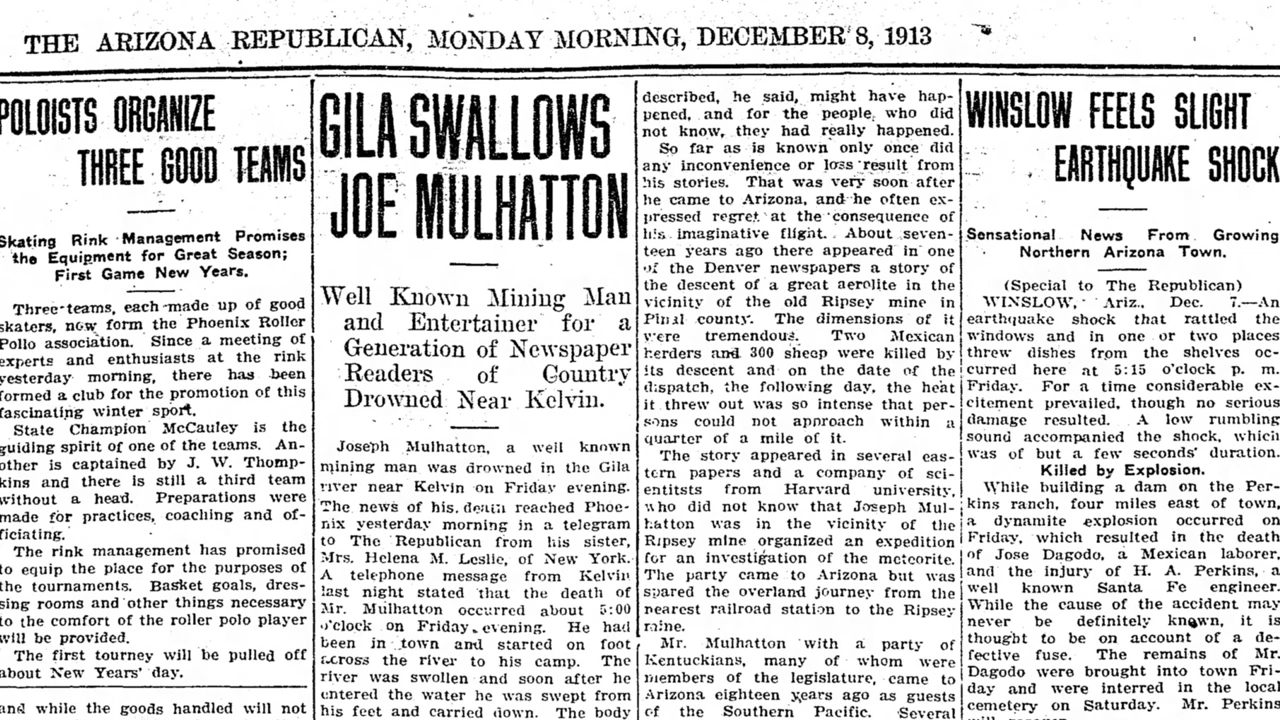 THE ARIZONA REPUBLICAN, MONDAY MORNING, DECEMBER 8, 1913
POLOISTS ORGANIZE
THREE GOOD TEAMS
Skating Rink Management Promises
the Equipment for Great Season;
First Game New Years.
Three teams, each made up of good
skaters, now form the Phoenix Roller
Pollo association. Since a meeting of
experts and enthusiasts at the rink
yesterday morning, there has been
formed a club for the promotion of this
fascinating winter sport.
State Champion McCauley is the
guiding spirit of one of the teams. An-
other is captained by J. W. Thomp-
kins and there is still a third team
without a head. Preparations were
made for practices, coaching and of-
ficiating.
The rink management has promised
to equip the place for the purposes of
the tournaments. Basket goals, dres-
sing rooms and other things necessary
to the comfort of the roller polo player
will be provided.
The first tourney will be pulled off
about New Years' day.
and while the goods handled will not
GILA SWALLOWS
JOE MULHATTON
Well Known Mining Man
and Entertainer for a
Generation of Newspaper
Readers of Country
Drowned Near Kelvin.
Joseph Mulhatton, a well known
mining man was drowned in the Gila
river near Kelvin on Friday evening.
The news of his death reached Phoe-
nix yesterday morning in a telegram
to The Republican from his sister,
Mrs. Helena M. Leslie, of New York.
A telephone message from Kelvin
last night stated that the death of
Mr. Mulhatton occurred about 5:00
o'clock on Friday evening. He had
been in town and started on foot
across the river to his camp. The
river was swollen and soon after he
entered the water he was swept from
his feet and carried down. The body
described, he said, might have hap-
pened, and for the people who did
not know, they had really happened.
So far as is known only once did
any inconvenience or loss result from
his stories. That was very soon after
he came to Arizona, and he often ex-
pressed regret at the consequence of
his imaginative flight. About seven-
teen years ago there appeared in one
of the Denver newspapers a story of
the descent of a great aerolite in the
vicinity of the old Ripsey mine in
Pinal county. The dimensions of it
were tremendous. Two Mexican
herders and 300 sheep were killed by
its descent and on the date of the
dispatch, the following day, the heat
it threw out was so intense that per-
sons could not approach within a
quarter of a mile of it.
The story appeared in several eas-
tern papers and a company of sci-
entitsts from Harvard university,
who did not know that Joseph Mul-
hatton was in the vicinity of the
Ripsey mine organized an expedition
for an investigation of the meteorite.
The party came to Arizona but was
spared the overland journey from the
nearest railroad station to the Ripsey
mine.
Mr. Mulhatton with a party of
Kentuckians, many of whom were
members of the legislature, came to
Arizona eighteen years ago as guests
of the Southern Pacific. Several
WINSLOW FEELS SLIGHT
EARTHQUAKE SHOCK
Sensational News From Growing
Northern Arizona Town.
(Special to The Republican)
WINSLOW, Ariz., Dec. 7.—An
earthquake shock that rattled the
windows and in one or two places
threw dishes from the shelves oc-
curred here at 5:15 o'clock p. m.
Friday. For a time considerable ex-
citement prevailed, though no serious
damage resulted. A low rumbling
sound accompanied the shock, which
was of but a few seconds' duration.
Killed by Explosion.
While building a dam on the Per-
kins ranch, four miles east of town,
a dynamite explosion occurred on
Friday, which resulted in the death
of Jose Dagodo, a Mexican laborer,
and the injury of H. A. Perkins, a
well known Santa Fe engineer.
While the cause of the accident may
never be definitely known, it is
thought to be on account of a de-
fective fuse. The remains of Mr.
Dagodo were brought into town Fri-
day and were interred in the local
cemetery on Saturday. Mr. Perkins